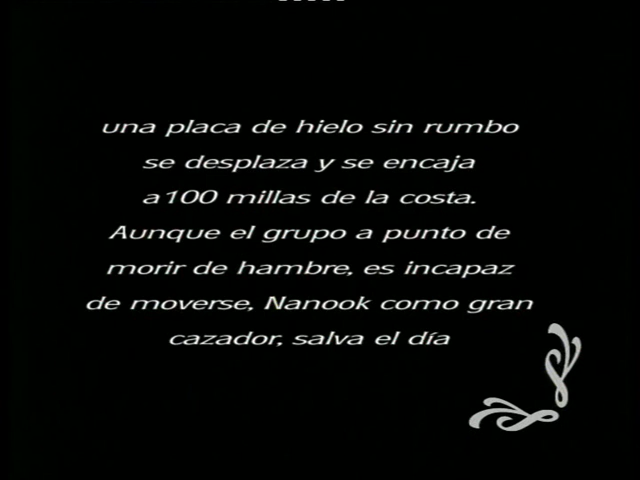 una placa de hielo sin rumbo
se desplaza y se encaja
a100 millas de la costa.
Aunque el grupo a punto de
morir de hambre, es incapaz
de moverse, Nanook como gran
cazador, salva el día